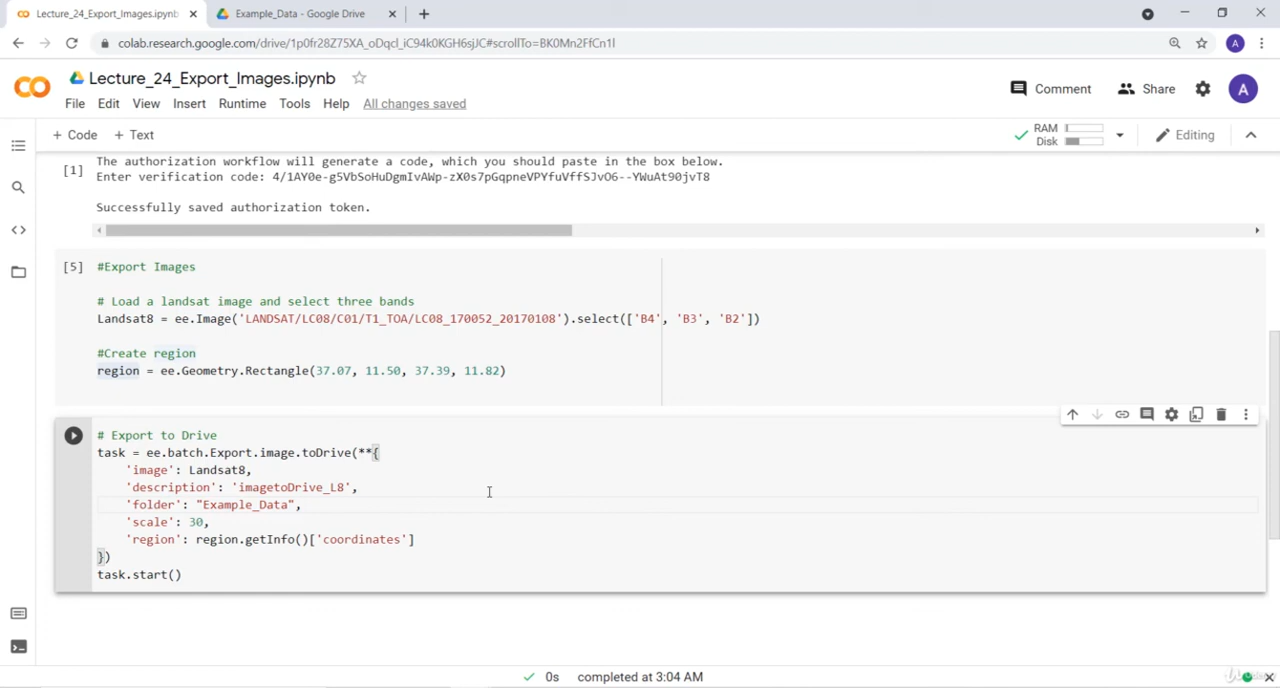 Lecture_24_Export_Images.ipynb
Example_Data - Google Drive
colab.research.google.com/drive/1p0fr28Z75XA_oDqcl_iC94k0KGH6sjJC#scrollTo=BK0Mn2FfCn1l
A
CO
Lecture_24_Export_Images.ipynb
Comment
Share
A
File Edit View Insert Runtime Tools Help All changes saved
+ Code + Text
RAM
Disk
Editing
The authorization workflow will generate a code, which you should paste in the box below.
[1]
Enter verification code: 4/1AY0e-g5VbSoHuDgmIvAWp-zX0s7pGqpneVPYfuVffSJvO6--YWuAt90jvT8
Successfully saved authorization token.
[5] #Export Images
# Load a landsat image and select three bands
Landsat8 = ee.Image('LANDSAT/LC08/C01/T1_TOA/LC08_170052_20170108').select(['B4', 'B3', 'B2'])
#Create region
region = ee.Geometry.Rectangle(37.07, 11.50, 37.39, 11.82)
# Export to Drive
task = ee.batch.Export.image.toDrive(**{
'image': Landsat8,
'description': 'imagetoDrive_L8',
'folder': "Example_Data",
'scale': 30,
'region': region.getInfo()['coordinates']
})
task.start()
0s completed at 3:04 AM